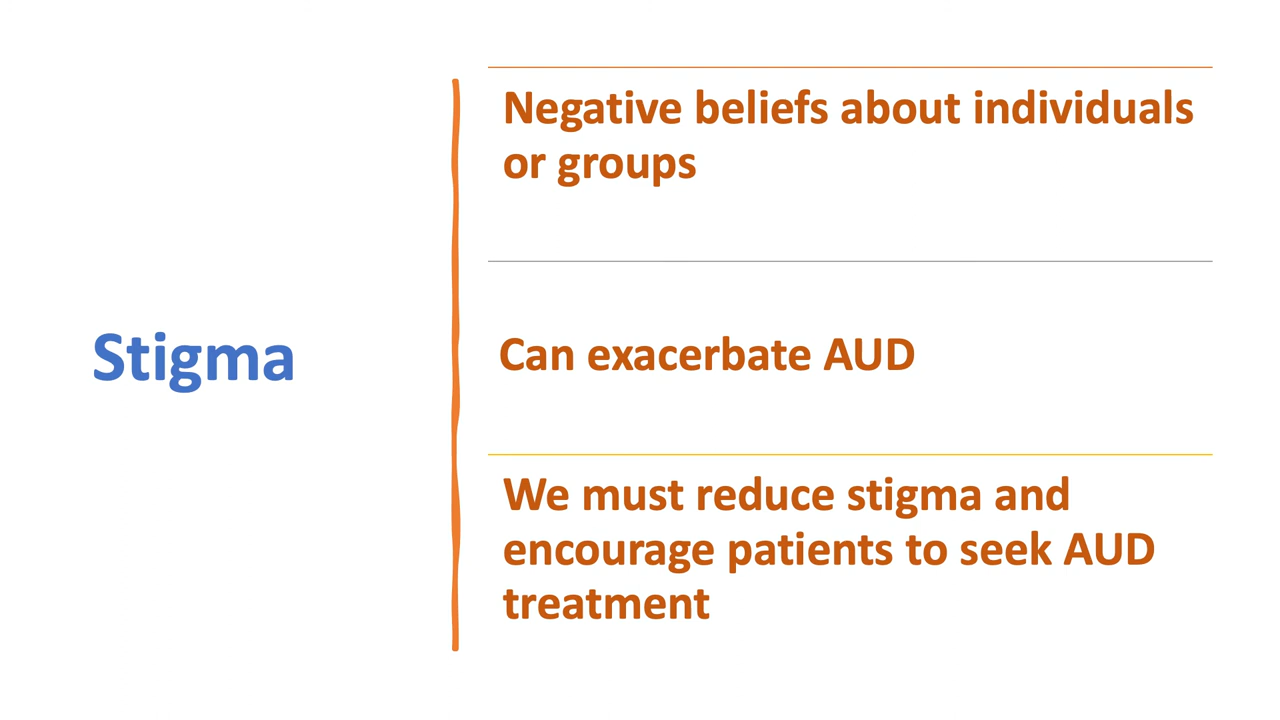 Stigma
Negative beliefs about individuals
or groups
Can exacerbate AUD
We must reduce stigma and
encourage patients to seek AUD
treatment